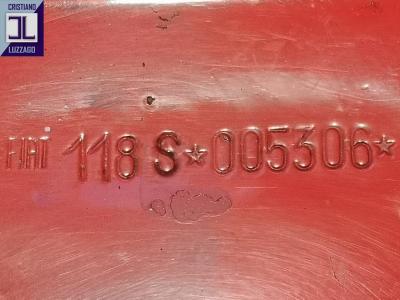 CRISTIANO
LUZZAGO
FIAT 118 S*005306*